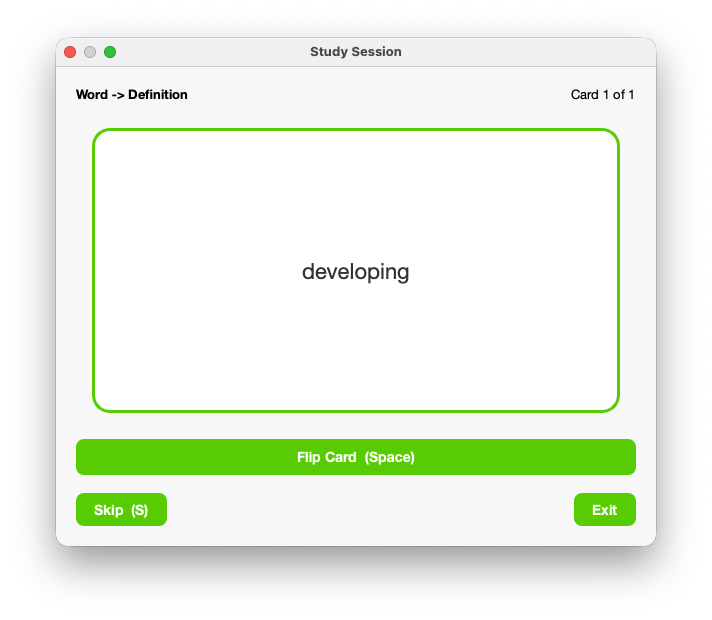 Study Session
Word -> Definition
Card 1 of 1
developing
Flip Card (Space)
Skip (S)
Exit